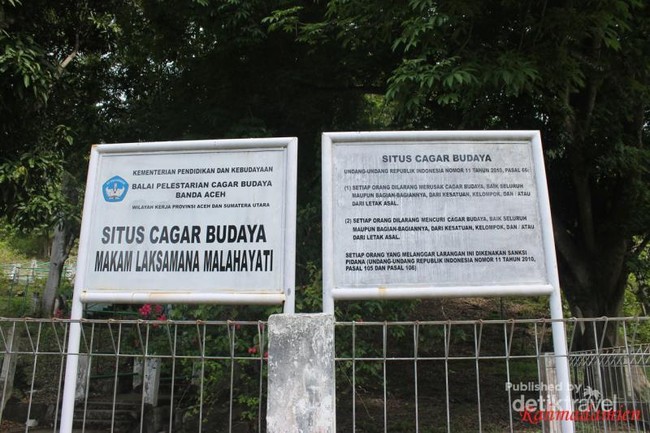 KEMENTERIAN PENDIDIKAN DAN KEBUDAYAAN
BALAI PELESTARIAN CAGAR BUDAYA
BANDA ACEH
WILAYAH KERJA PROVINSI ACEH DAN SUMATERA UTARA
SITUS CAGAR BUDAYA
MAKAM LAKSAMANA MALAHAYATI
SITUS CAGAR BUDAYA
UNDANG-UNDANG REPUBLIK INDONESIA NOMOR 11 TAHUN 2010, PASAL 66:
(1) SETIAP ORANG DILARANG MERUSAK CAGAR BUDAYA, BAIK SELURUH
MAUPUN BAGIAN-BAGIANNYA, DARI KESATUAN, KELOMPOK, DAN / ATAU
DARI LETAK ASAL.
(2) SETIAP ORANG DILARANG MENCURI CAGAR BUDAYA, BAIK SELURUH
MAUPUN BAGIAN-BAGIANNYA, DARI KESATUAN, KELOMPOK, DAN / ATAU
DARI LETAK ASAL.
SETIAP ORANG YANG MELANGGAR LARANGAN INI DIKENAKAN SANKSI
PIDANA (UNDANG-UNDANG REPUBLIK INDONESIA NOMOR 11 TAHUN 2010,
PASAL 105 DAN PASAL 106)
Published by
detiktravel